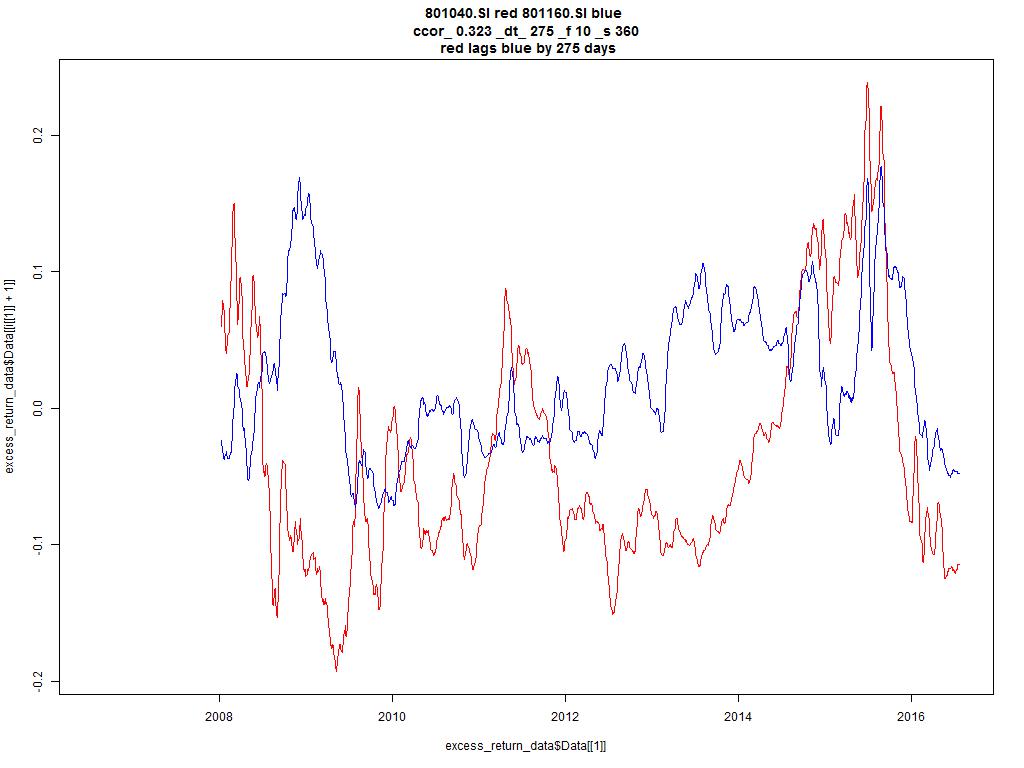 801040.SI red 801160.SI blue
ccor_ 0.323 _dt_ 275 _f 10 _s 360
red lags blue by 275 days
excess_return_data$Data[[i[f[1]] + 1]]
0.2
0.1
0.0
-0.1
-0.2
2008
2010
2012
2014
2016
excess_return_data$Data[[1]]